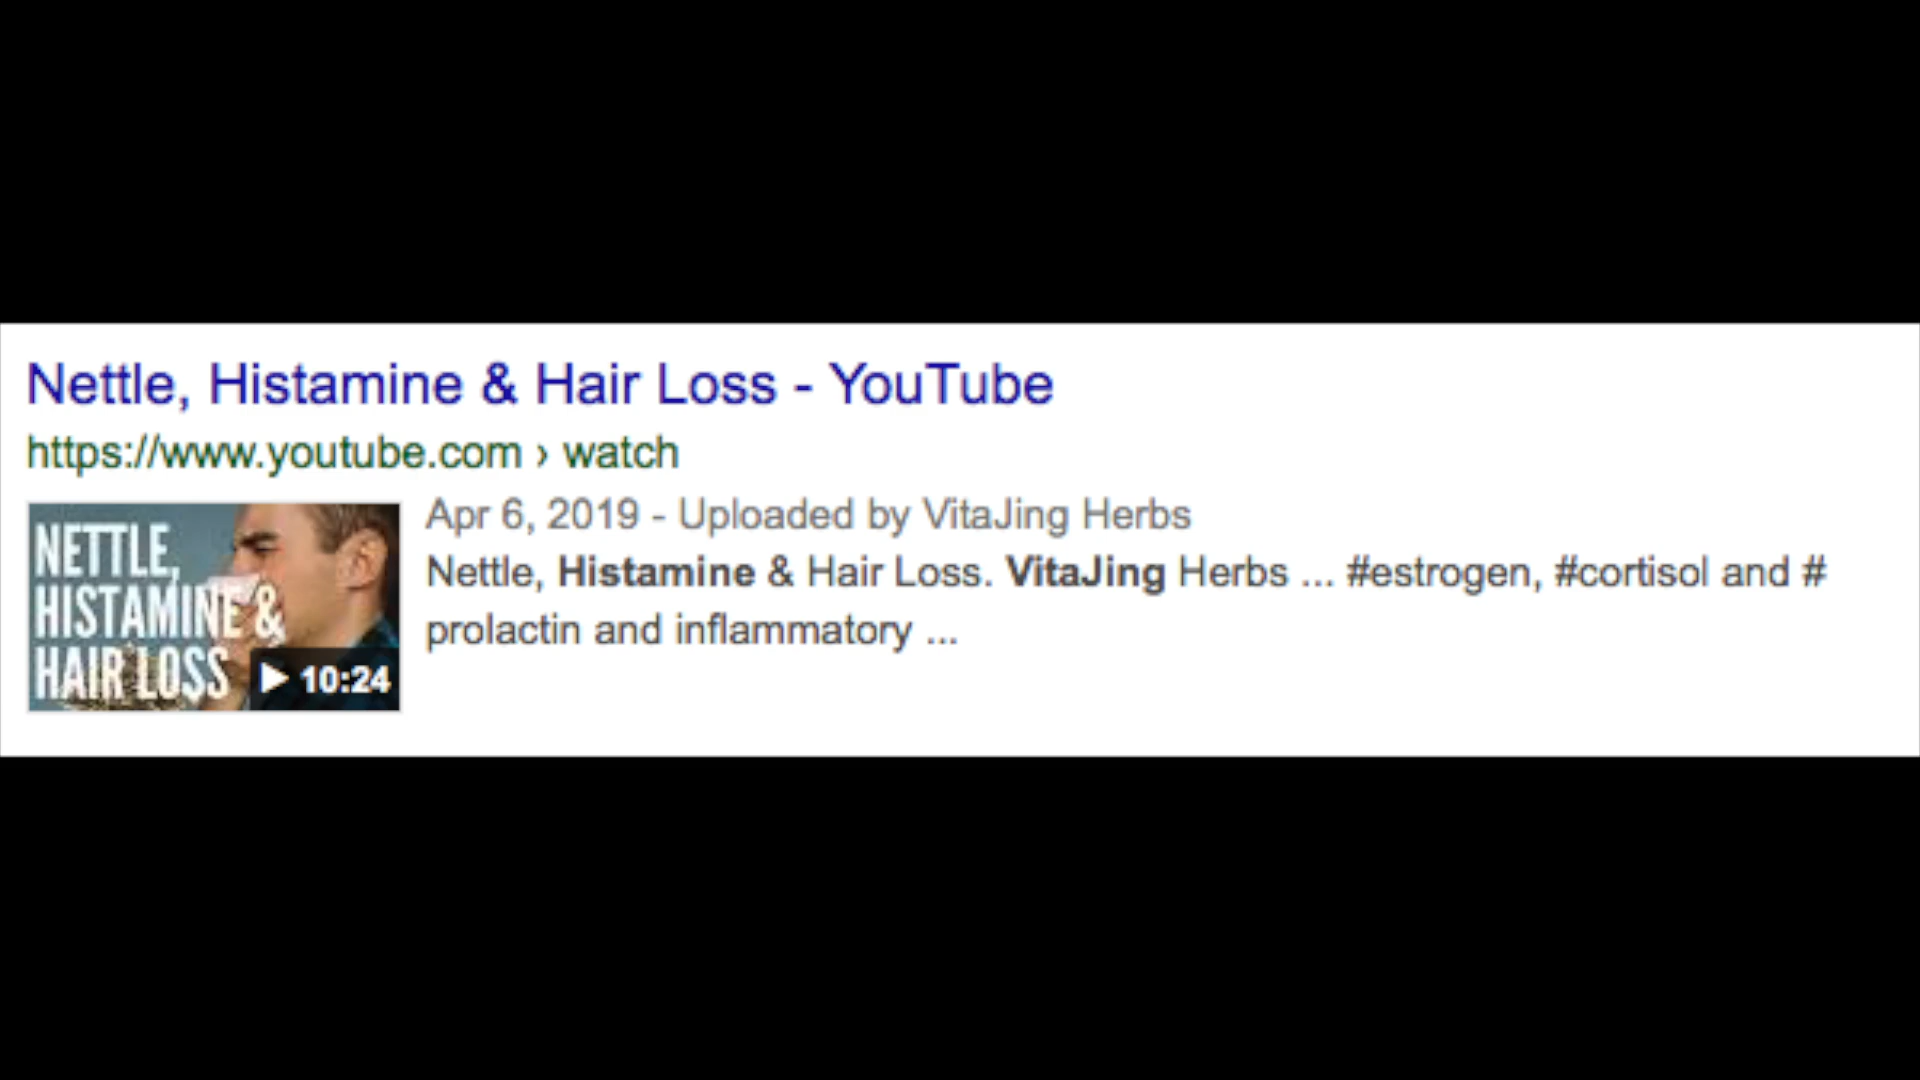 Nettle, Histamine & Hair Loss - YouTube
https://www.youtube.com › watch
NETTLE,
HISTAMINE &
HAIR LOSS
10:24
Apr 6, 2019 - Uploaded by VitaJing Herbs
Nettle, Histamine & Hair Loss. VitaJing Herbs ... #estrogen, #cortisol and #
prolactin and inflammatory ...